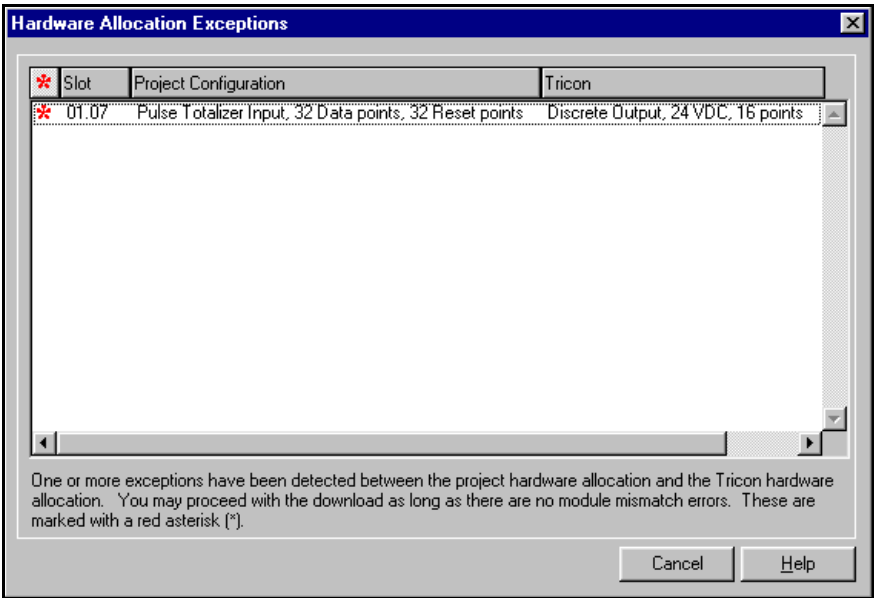 Hardware Allocation Exceptions
* Slot Project Configuration Tricon
* 01.07 Pulse Totalizer Input, 32 Data points, 32 Reset points Discrete Output, 24 VDC, 16 points
One or more exceptions have been detected between the project hardware allocation and the Tricon hardware
allocation. You may proceed with the download as long as there are no module mismatch errors. These are
marked with a red asterisk (*).
Cancel Help